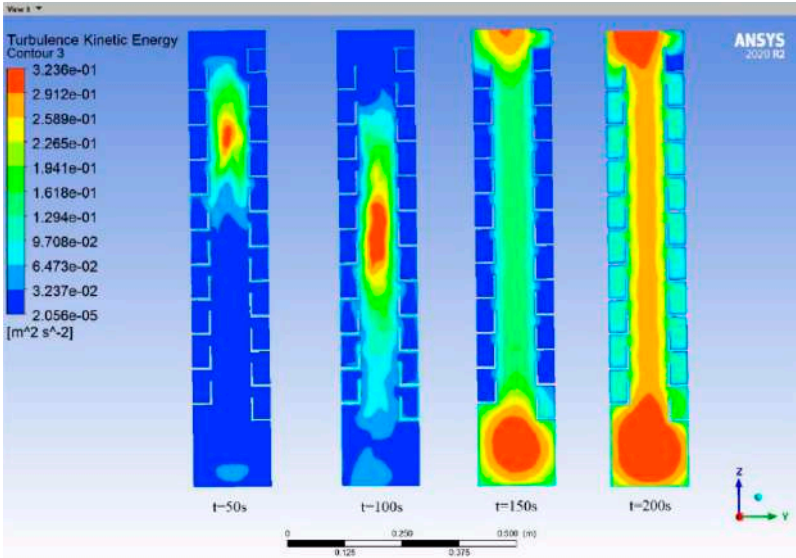 View 3
Turbulence Kinetic Energy
Contour 3
3.236e-01
2.912e-01
2.589e-01
2.265e-01
1.941e-01
1.618e-01
1.294e-01
9.708e-02
6.473e-02
3.237e-02
2.056e-05
[m^2 s^-2]
ANSYS
2020 R2
t=50s
t=100s
t=150s
t=200s
0
0.250
0.500 (m)
0.125
0.375
Z
Y